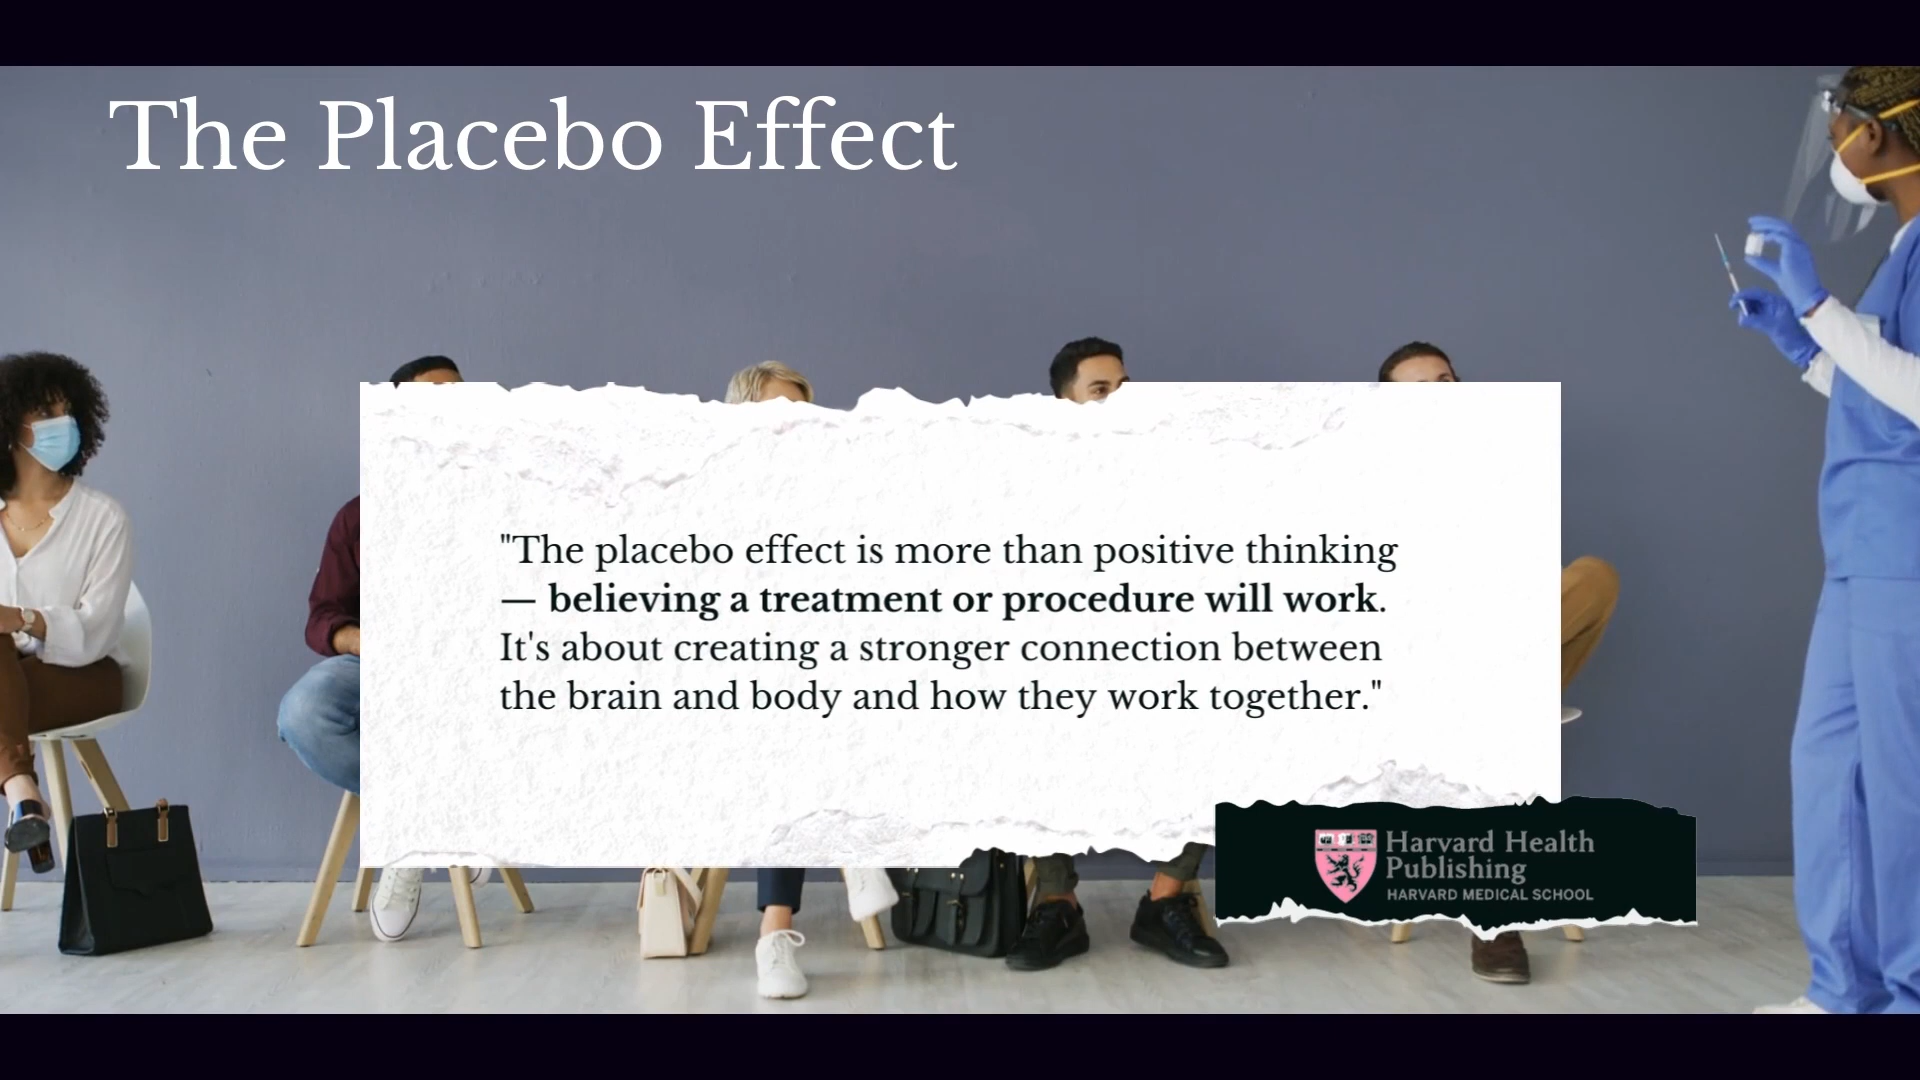 The Placebo Effect
"The placebo effect is more than positive thinking
— believing a treatment or procedure will work.
It's about creating a stronger connection between
the brain and body and how they work together."
Harvard Health
Publishing
HARVARD MEDICAL SCHOOL